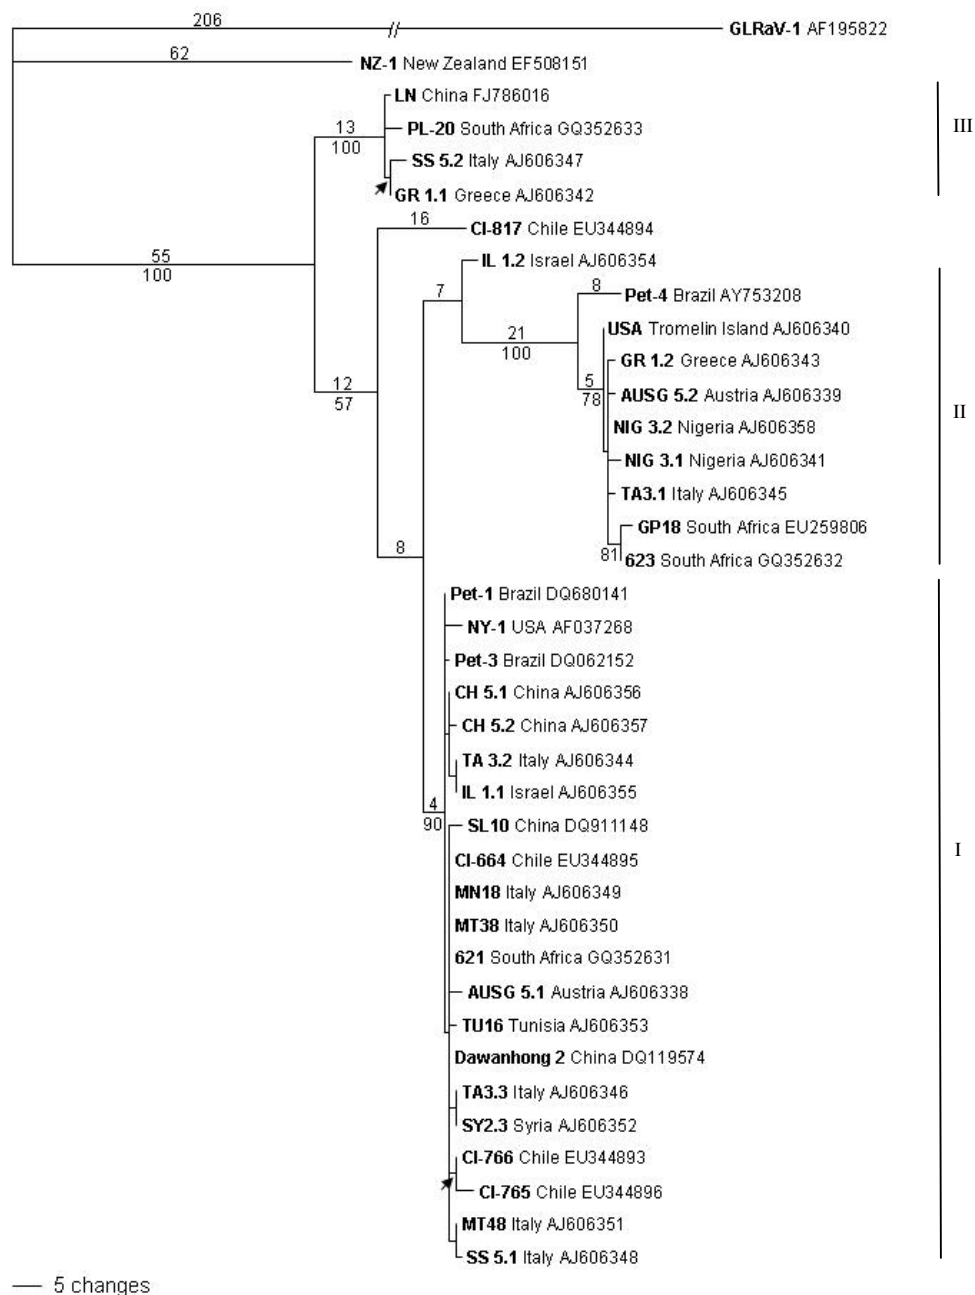 206
GLRaV-1 AF195822
62
NZ-1 New Zealand EF508151
LN China FJ786016
13
PL-20 South Africa GQ352633
III
100
SS 5.2 Italy AJ606347
GR 1.1 Greece AJ606342
16
CI-817 Chile EU344894
55
IL 1.2 Israel AJ606354
100
7
8
Pet-4 Brazil AY753208
21
USA Tromelin Island AJ606340
100
GR 1.2 Greece AJ606343
12
5
57
78
AUSG 5.2 Austria AJ606339
II
NIG 3.2 Nigeria AJ606358
NIG 3.1 Nigeria AJ606341
TA3.1 Italy AJ606345
GP18 South Africa EU259806
8
81
623 South Africa GQ352632
Pet-1 Brazil DQ680141
NY-1 USA AF037268
Pet-3 Brazil DQ062152
CH 5.1 China AJ606356
CH 5.2 China AJ606357
TA 3.2 Italy AJ606344
IL 1.1 Israel AJ606355
4
90
SL10 China DQ911148
I
CI-664 Chile EU344895
MN18 Italy AJ606349
MT38 Italy AJ606350
621 South Africa GQ352631
AUSG 5.1 Austria AJ606338
TU16 Tunisia AJ606353
Dawanhong 2 China DQ119574
TA3.3 Italy AJ606346
SY2.3 Syria AJ606352
CI-766 Chile EU344893
CI-765 Chile EU344896
MT48 Italy AJ606351
SS 5.1 Italy AJ606348
5 changes